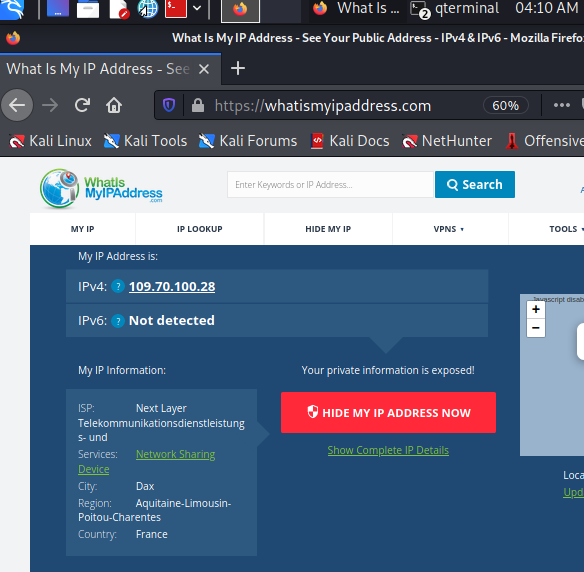 What Is ...
2
qterminal
04:10 AM
What Is My IP Address - See Your Public Address - IPv4 & IPv6 - Mozilla Firefo
What Is My IP Address - See
https://whatismyipaddress.com
60%
Kali Linux
Kali Tools
Kali Forums
Kali Docs
NetHunter
Offensive
WhatIs
MyIPAddress
.com
Enter Keywords or IP Address...
Search
MY IP
IP LOOKUP
HIDE MY IP
VPNS
TOOLS
My IP Address is:
IPv4: ? 109.70.100.28
IPv6: ? Not detected
My IP Information:
ISP: Next Layer
Telekommunikationsdienstleistung
s- und
Services: Network Sharing
Device
City: Dax
Region: Aquitaine-Limousin-
Poitou-Charentes
Country: France
Your private information is exposed!
HIDE MY IP ADDRESS NOW
Show Complete IP Details
Javascript disab
+
−
Loca
Upd